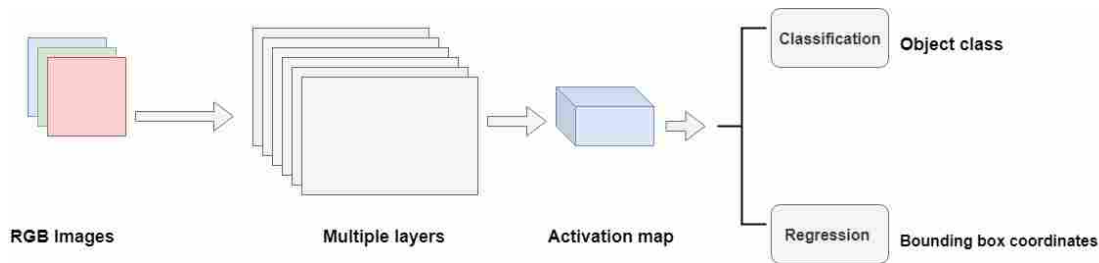 Classification
Object class
RGB Images
Multiple layers
Activation map
Regression
Bounding box coordinates